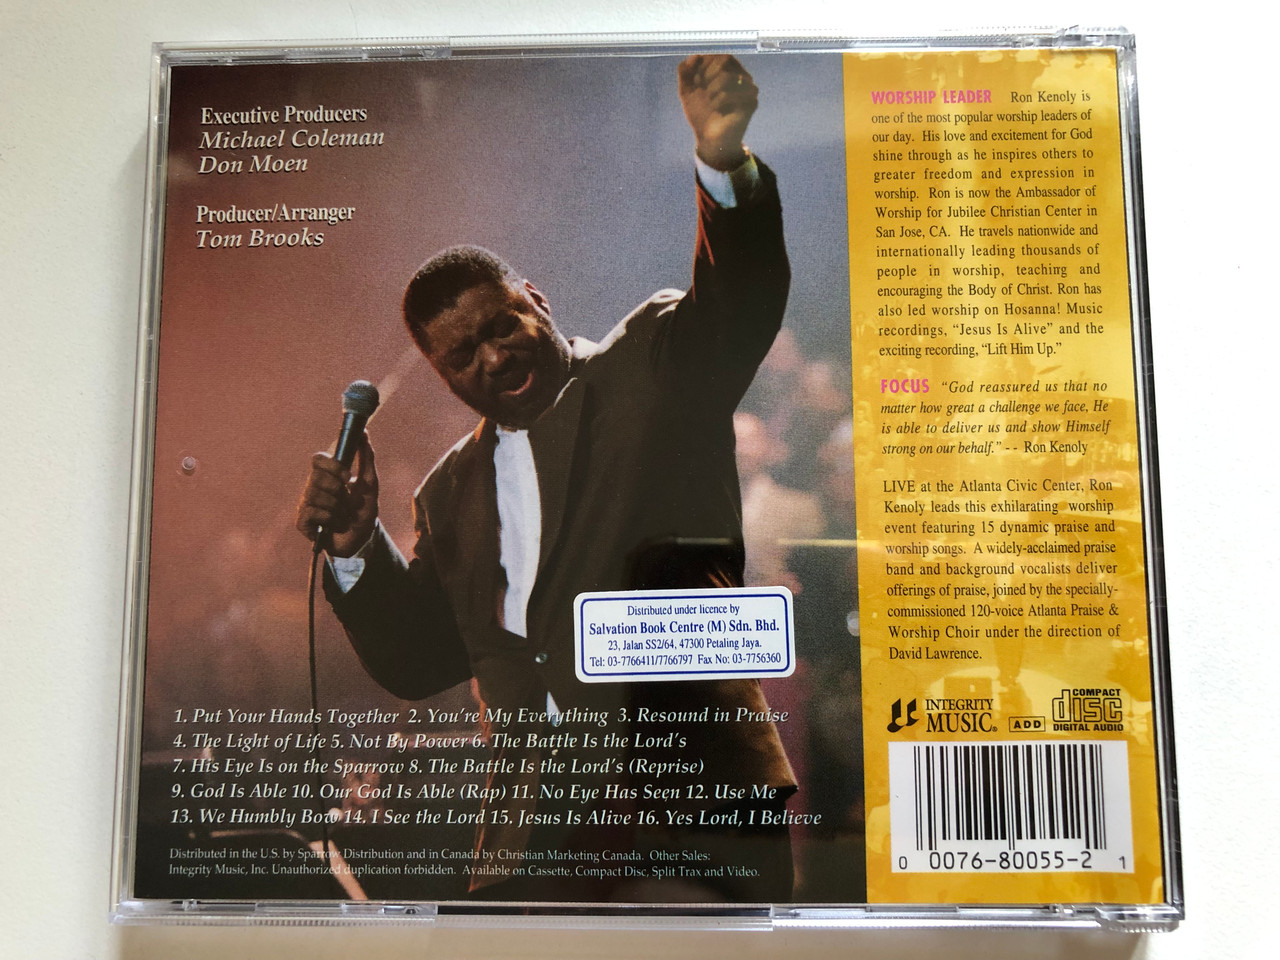 Executive Producers
Michael Coleman
Don Moen
Producer/Arranger
Tom Brooks
Distributed under licence by
Salvation Book Centre (M) Sdn. Bhd.
23, Jalan SS2/64, 47300 Petaling Jaya.
Tel: 03-7766411/7766797 Fax No: 03-7756360
1. Put Your Hands Together 2. You're My Everything 3. Resound in Praise
4. The Light of Life 5. Not By Power 6. The Battle Is the Lord's
7. His Eye Is on the Sparrow 8. The Battle Is the Lord's (Reprise)
9. God Is Able 10. Our God Is Able (Rap) 11. No Eye Has Seen 12. Use Me
13. We Humbly Bow 14. I See the Lord 15. Jesus Is Alive 16. Yes Lord, I Believe
Distributed in the U.S. by Sparrow Distribution and in Canada by Christian Marketing Canada. Other Sales:
Integrity Music, Inc. Unauthorized duplication forbidden. Available on Cassette, Compact Disc, Split Trax and Video.
WORSHIP LEADER Ron Kenoly is
one of the most popular worship leaders of
our day. His love and excitement for God
shine through as he inspires others to
greater freedom and expression in
worship. Ron is now the Ambassador of
Worship for Jubilee Christian Center in
San Jose, CA. He travels nationwide and
internationally leading thousands of
people in worship, teaching and
encouraging the Body of Christ. Ron has
also led worship on Hosanna! Music
recordings, "Jesus Is Alive" and the
exciting recording, "Lift Him Up."
FOCUS "God reassured us that no
matter how great a challenge we face, He
is able to deliver us and show Himself
strong on our behalf." -- Ron Kenoly
LIVE at the Atlanta Civic Center, Ron
Kenoly leads this exhilarating worship
event featuring 15 dynamic praise and
worship songs. A widely-acclaimed praise
band and background vocalists deliver
offerings of praise, joined by the specially-
commissioned 120-voice Atlanta Praise &
Worship Choir under the direction of
David Lawrence.
INTEGRITY
MUSIC®
ADD
COMPACT
disc
DIGITAL AUDIO
0 0076-80055-2 1